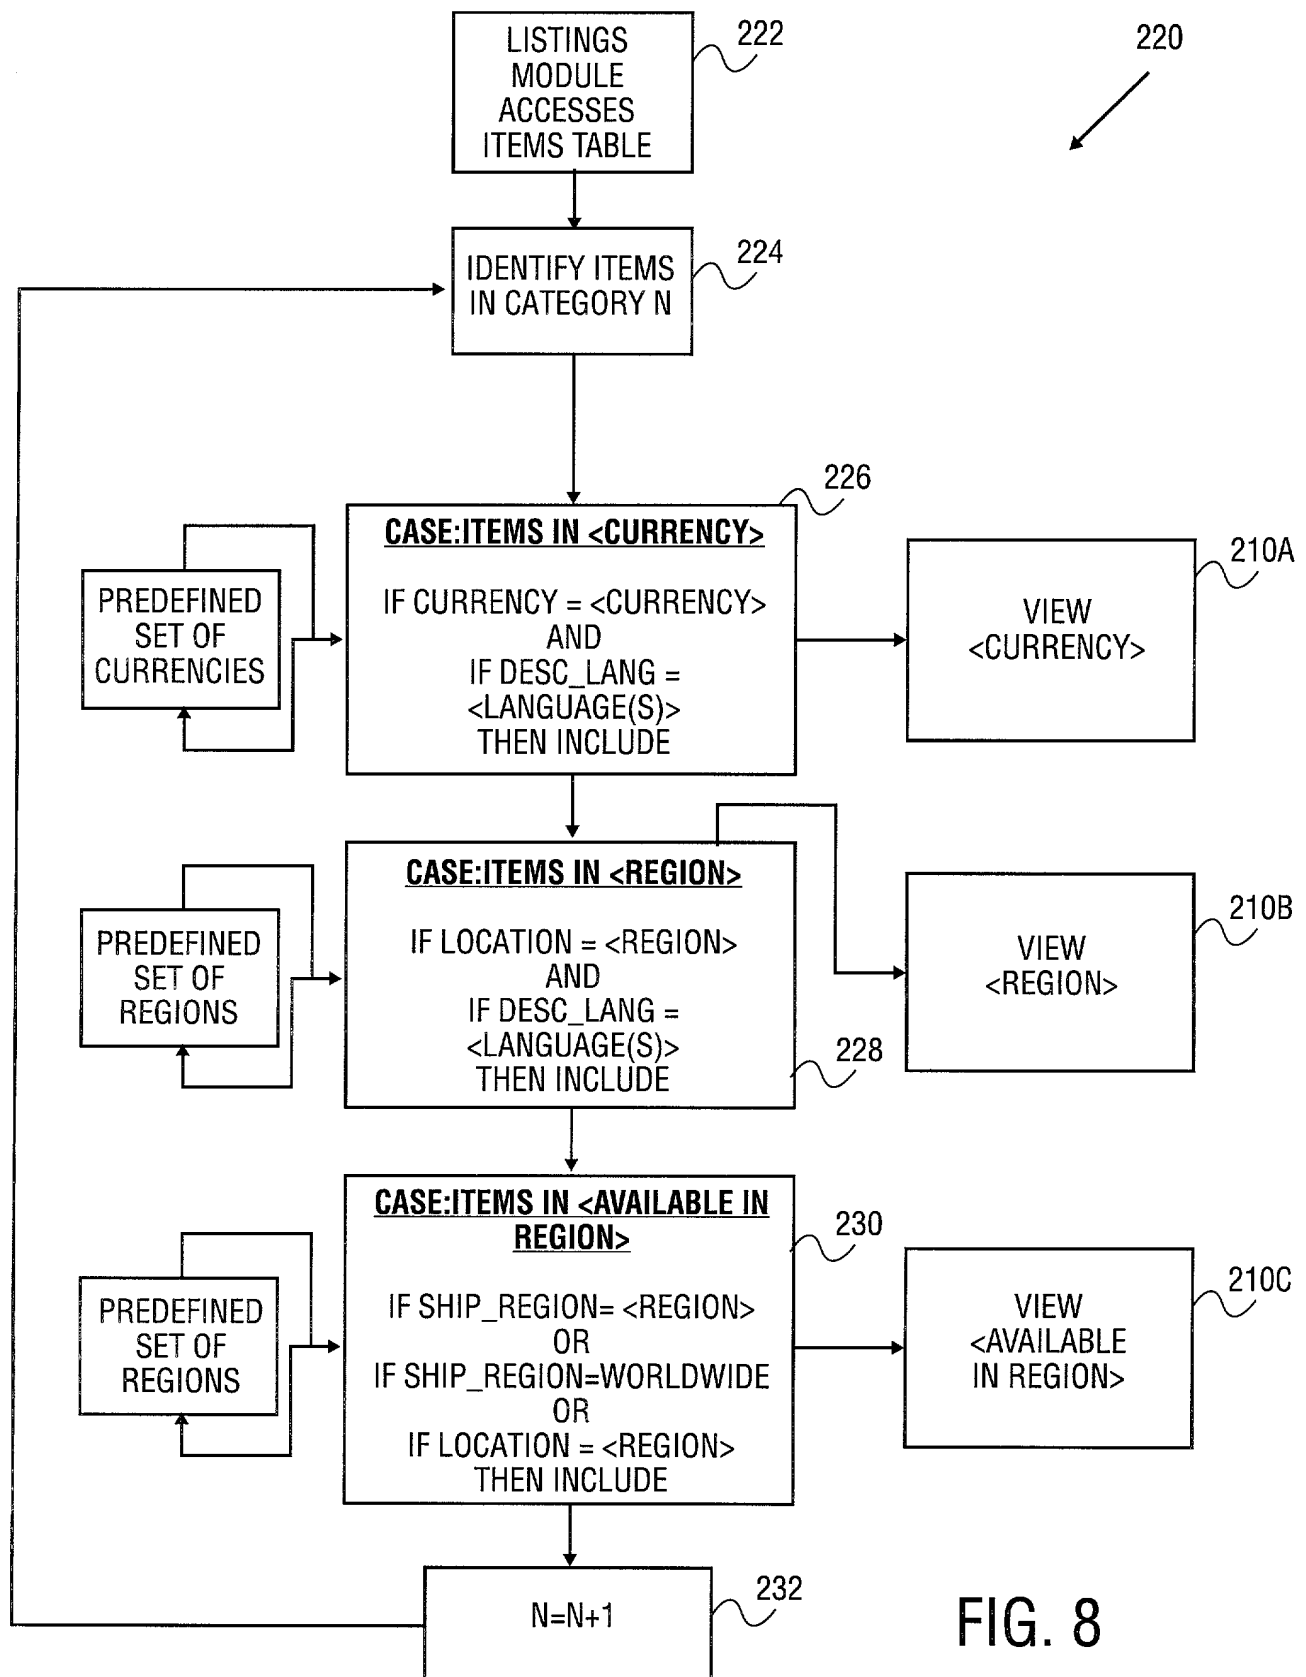 LISTINGS
MODULE
ACCESSES
ITEMS TABLE
222
220
IDENTIFY ITEMS
IN CATEGORY N
224
226
CASE:ITEMS IN <CURRENCY>
IF CURRENCY = <CURRENCY>
AND
IF DESC_LANG =
<LANGUAGE(S)>
THEN INCLUDE
PREDEFINED
SET OF
CURRENCIES
210A
VIEW
<CURRENCY>
CASE:ITEMS IN <REGION>
IF LOCATION = <REGION>
AND
IF DESC_LANG =
<LANGUAGE(S)>
THEN INCLUDE
228
PREDEFINED
SET OF
REGIONS
210B
VIEW
<REGION>
CASE:ITEMS IN <AVAILABLE IN
REGION>
IF SHIP_REGION= <REGION>
OR
IF SHIP_REGION=WORLDWIDE
OR
IF LOCATION = <REGION>
THEN INCLUDE
230
PREDEFINED
SET OF
REGIONS
210C
VIEW
<AVAILABLE
IN REGION>
N=N+1
232
FIG. 8